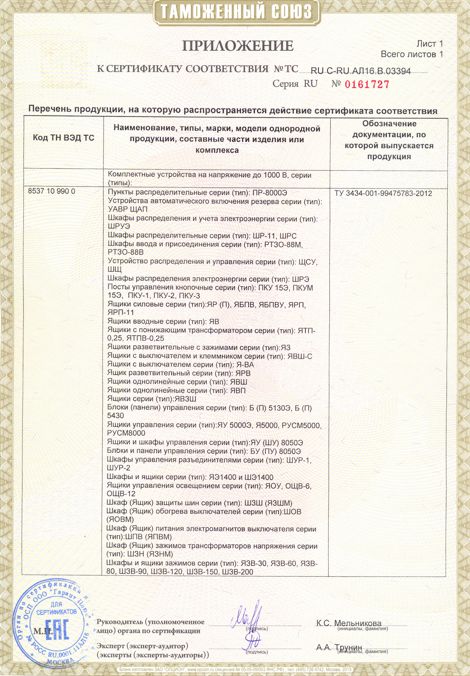 ТАМОЖЕННЫЙ СОЮЗ
ПРИЛОЖЕНИЕ
Лист 1
Всего листов 1
К СЕРТИФИКАТУ СООТВЕТСТВИЯ № ТС RU C-RU.АЛ16.В.03394
Серия RU № 0161727
Перечень продукции, на которую распространяется действие сертификата соответствия
Код ТН ВЭД ТС
Наименование, типы, марки, модели однородной
продукции, составные части изделия или
комплекса
Обозначение
документации, по
которой выпускается
продукция
Комплектные устройства на напряжение до 1000 В, серии
(типы):
8537 10 990 0
Пункты распределительные серии (тип): ПР-8000Э
ТУ 3434-001-99475783-2012
Устройства автоматического включения резерва серии (тип):
УАВР ЩАП
Шкафы распределения и учета электроэнергии серии (тип):
ШРУЭ
Шкафы распределительные серии (тип): ШР-11, ШРС
Шкафы ввода и присоединения серии (тип): РТЗО-88М,
РТЗО-88В
Устройство распределения и управления серии (тип): ЩСУ,
ШЩ
Шкафы распределения электроэнергии серии (тип): ШРЭ
Посты управления кнопочные серии (тип): ПКУ 15Э, ПКУМ
15Э, ПКУ-1, ПКУ-2, ПКУ-3
Ящики силовые серии (тип):ЯР (П), ЯБПВ, ЯБПВУ, ЯРП,
ЯРП-11
Ящики вводные серии (тип): ЯВ
Ящики с понижающим трансформатором серии (тип): ЯТП-
0,25, ЯТПВ-0,25
Ящики разветвительные с зажимами серии (тип):ЯЗ
Ящики с выключателем и клеммником серии (тип): ЯВШ-С
Ящики с выключателем серии (тип): Я-ВА
Ящик разветвительный серии (тип): ЯРВ
Ящики однолинейные серии (тип): ЯВШ
Ящики однолинейные серии (тип): ЯВП
Ящики серии (тип):ЯВЗШ
Блоки (панели) управления серии (тип): Б (П) 5130Э, Б (П)
5430
Ящики управления серии (тип):ЯУ 5000Э, Я5000, РУСМ5000,
РУСМ8000
Ящики и шкафы управления серии (тип):ЯУ (ШУ) 8050Э
Блоки и панели управления серии (тип): БУ (ПУ) 8050Э
Шкафы управления разъединителями серии (тип): ШУР-1,
ШУР-2
Шкафы и ящики серии (тип): ЯЭ1400 и ШЭ1400
Ящики управления освещением серии (тип): ЯОУ, ОЩВ-6,
ОЩВ-12
Шкаф (Ящик) защиты шин серии (тип): ШЗШ (ЯЗШМ)
Шкаф (Ящик) обогрева выключателей серии (тип):ШОВ
(ЯОВМ)
Шкаф (Ящик) питания электромагнитов выключателя серии
(тип):ШПВ (ЯПВМ)
Шкаф (Ящик) зажимов трансформаторов напряжения серии
(тип): ШЗН (ЯЗНМ)
Шкафы и ящики зажимов серии (тип): ЯЗВ-30, ЯЗВ-60, ЯЗВ-
80, ШЗВ-90, ШЗВ-120, ШЗВ-150, ШЗВ-200
ДЛЯ
СЕРТИФИКАТОВ
EAC
МОСКВА
М.П.
Руководитель (уполномоченное
лицо) органа по сертификации
(подпись)
К.С. Мельникова
(инициалы, фамилия)
Эксперт (эксперт-аудитор)
(эксперты (эксперты-аудиторы))
(подпись)
А.А. Трунин
(инициалы, фамилия)